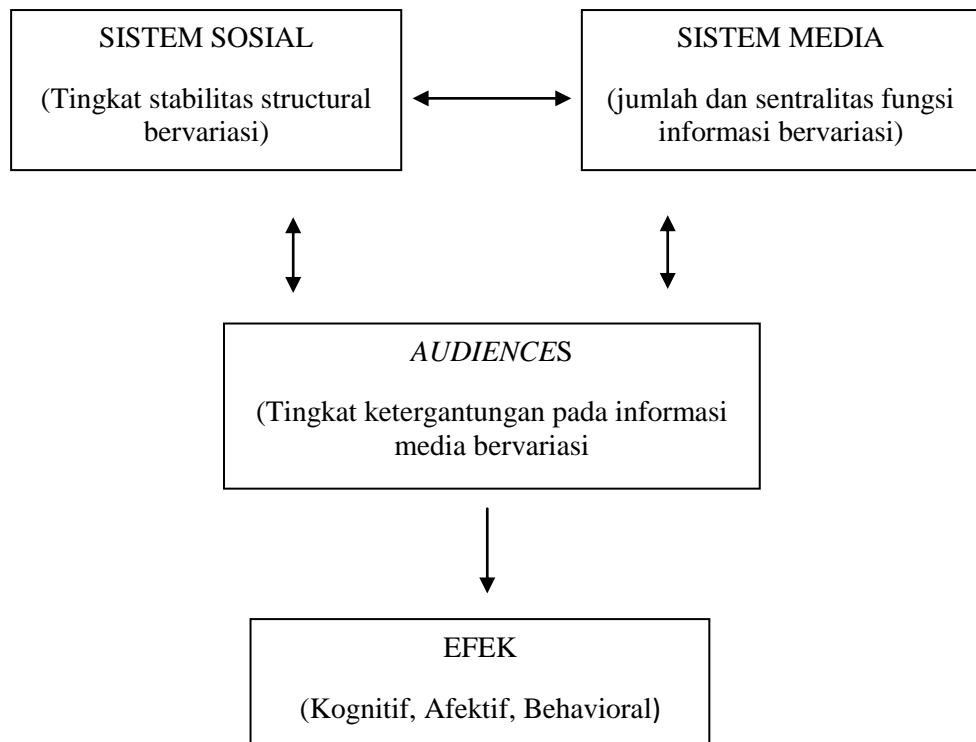 SISTEM SOSIAL
(Tingkat stabilitas structural
bervariasi)
SISTEM MEDIA
(jumlah dan sentralitas fungsi
informasi bervariasi)
AUDIENCES
(Tingkat ketergantungan pada informasi
media bervariasi
EFEK
(Kognitif, Afektif, Behavioral)